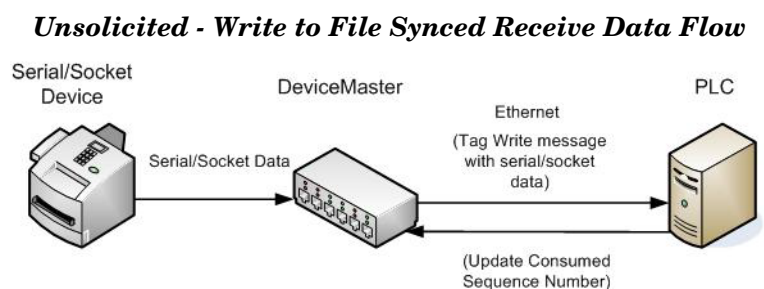 Unsolicited - Write to File Synced Receive Data Flow
Serial/Socket
Device
DeviceMaster
PLC
Ethernet
(Tag Write message
with serial/socket
data)
Serial/Socket Data
(Update Consumed
Sequence Number)